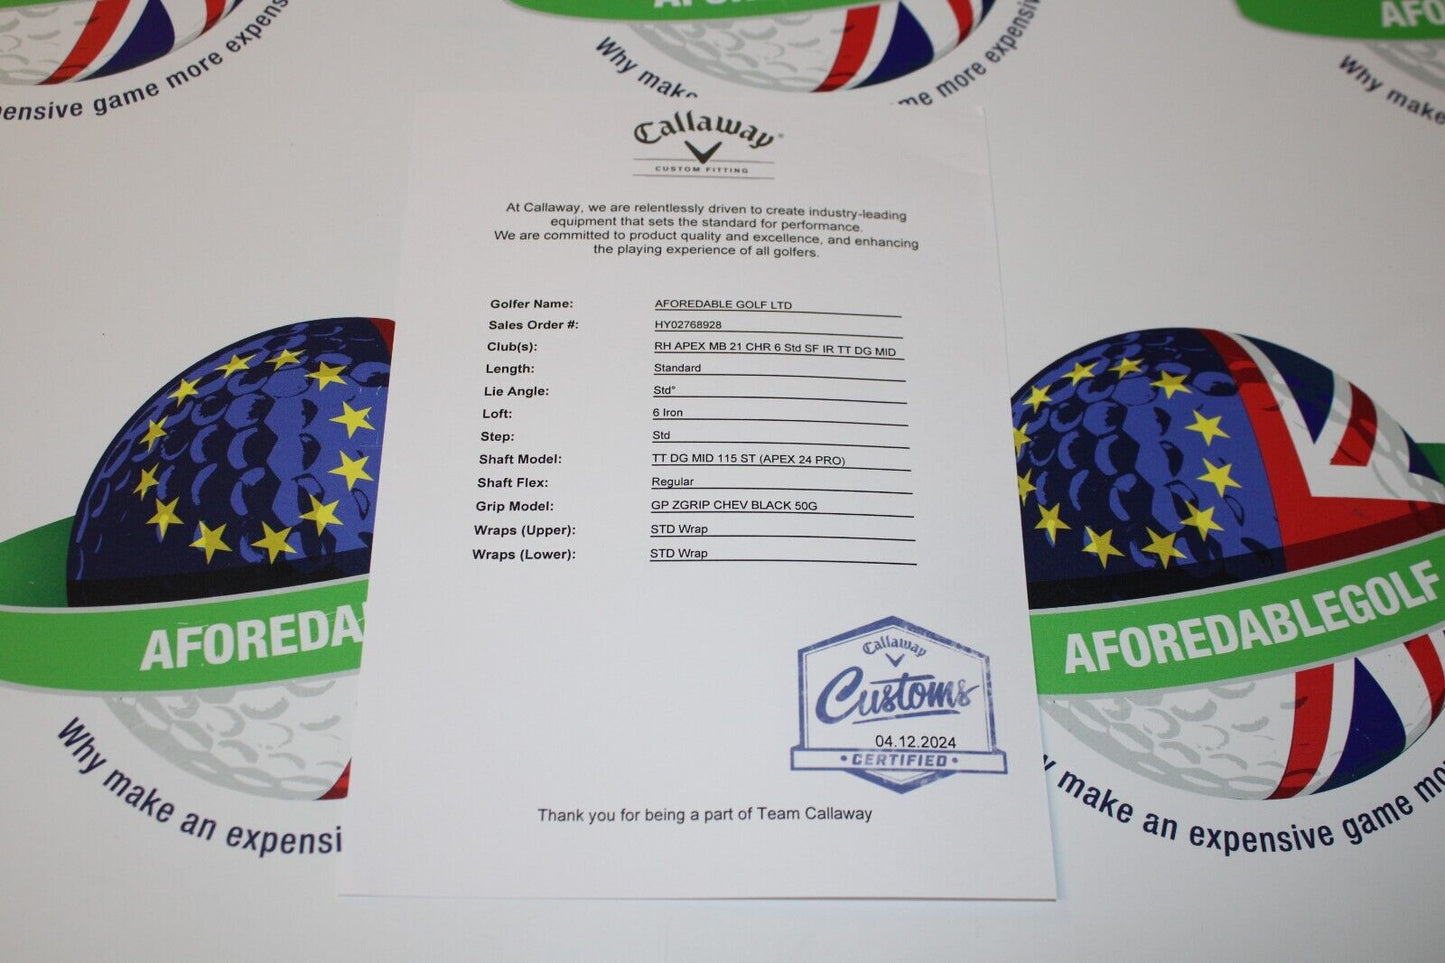 AFO
ensive game more expens
Why make
me more expensive
Why make
Callaway
CUSTOM FITTING
At Callaway, we are relentlessly driven to create industry-leading
equipment that sets the standard for performance.
We are committed to product quality and excellence, and enhancing
the playing experience of all golfers.
Golfer Name: AFOREDABLE GOLF LTD
Sales Order #: HY02768928
Club(s): RH APEX MB 21 CHR 6 Std SF IR TT DG MID
Length: Standard
Lie Angle: Std°
Loft: 6 Iron
Step: Std
Shaft Model: TT DG MID 115 ST (APEX 24 PRO)
Shaft Flex: Regular
Grip Model: GP ZGRIP CHEV BLACK 50G
Wraps (Upper): STD Wrap
Wraps (Lower): STD Wrap
AFOREDA
Why make an expensi
AFOREDABLEGOLF
y make an expensive game mo
Callaway
Customs
04.12.2024
• CERTIFIED •
Thank you for being a part of Team Callaway